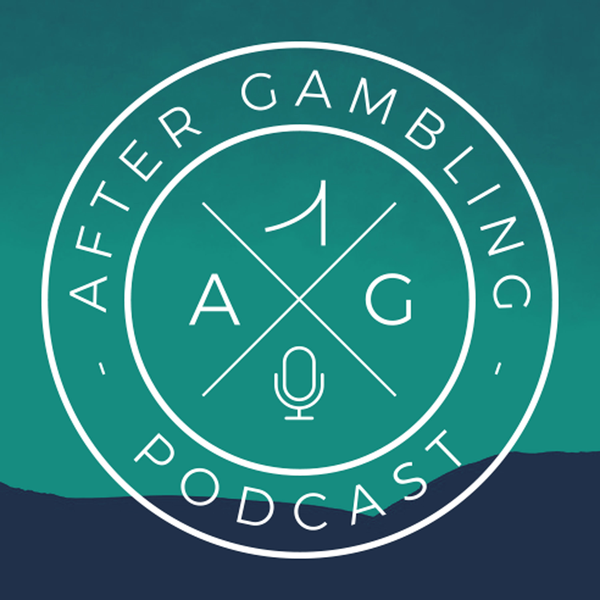 AFTER GAMBLING
A G
- PODCAST -